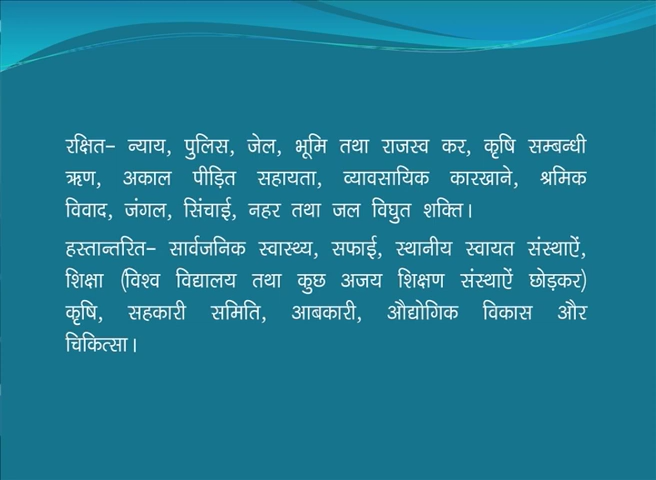 रक्षित- न्याय, पुलिस, जेल, भूमि तथा राजस्व कर, कृषि सम्बन्धी
ऋण, अकाल पीड़ित सहायता, व्यावसायिक कारखाने, श्रमिक
विवाद, जंगल, सिंचाई, नहर तथा जल विघुत शक्ति।
हस्तान्तरित- सार्वजनिक स्वास्थ्य, सफाई, स्थानीय स्वायत संस्थाऐं,
शिक्षा (विश्व विद्यालय तथा कुछ अजय शिक्षण संस्थाऐं छोड़कर)
कृषि, सहकारी समिति, आबकारी, औद्योगिक विकास और
चिकित्सा।